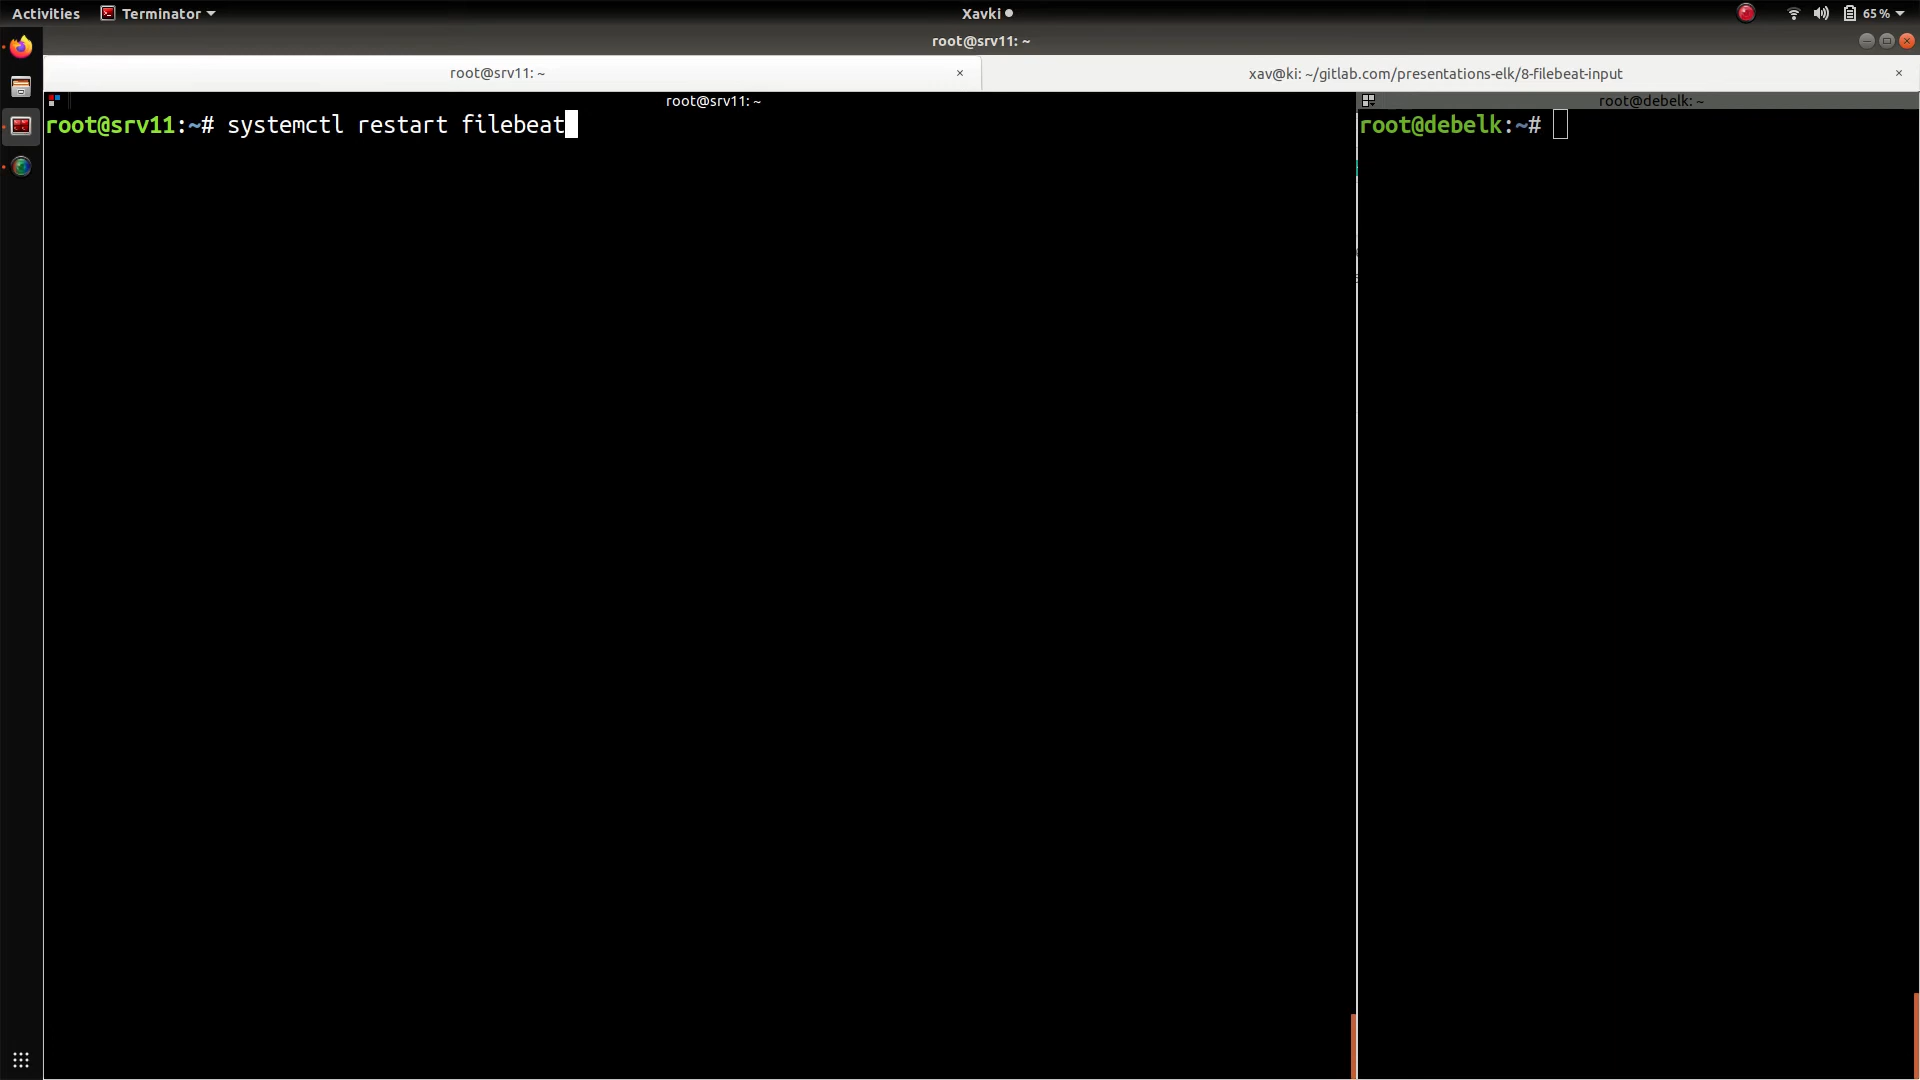 Activities
Terminator
Xavki
65 %
root@srv11: ~
root@srv11: ~
xav@ki: ~/gitlab.com/presentations-elk/8-filebeat-input
root@srv11: ~
root@debelk: ~
root@srv11:~# systemctl restart filebeat
root@debelk:~#